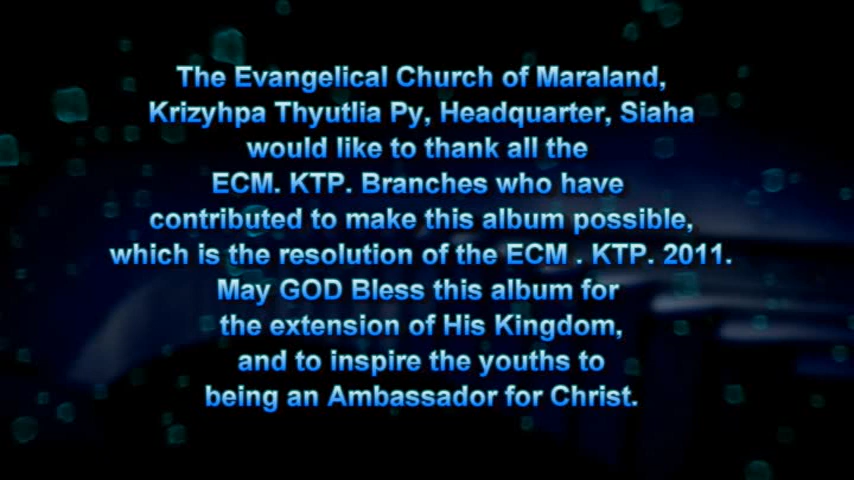 The Evangelical Church of Maraland,
Krizyhpa Thyutlia Py, Headquarter, Siaha
would like to thank all the
ECM. KTP. Branches who have
contributed to make this album possible,
which is the resolution of the ECM . KTP. 2011.
May GOD Bless this album for
the extension of His Kingdom,
and to inspire the youths to
being an Ambassador for Christ.